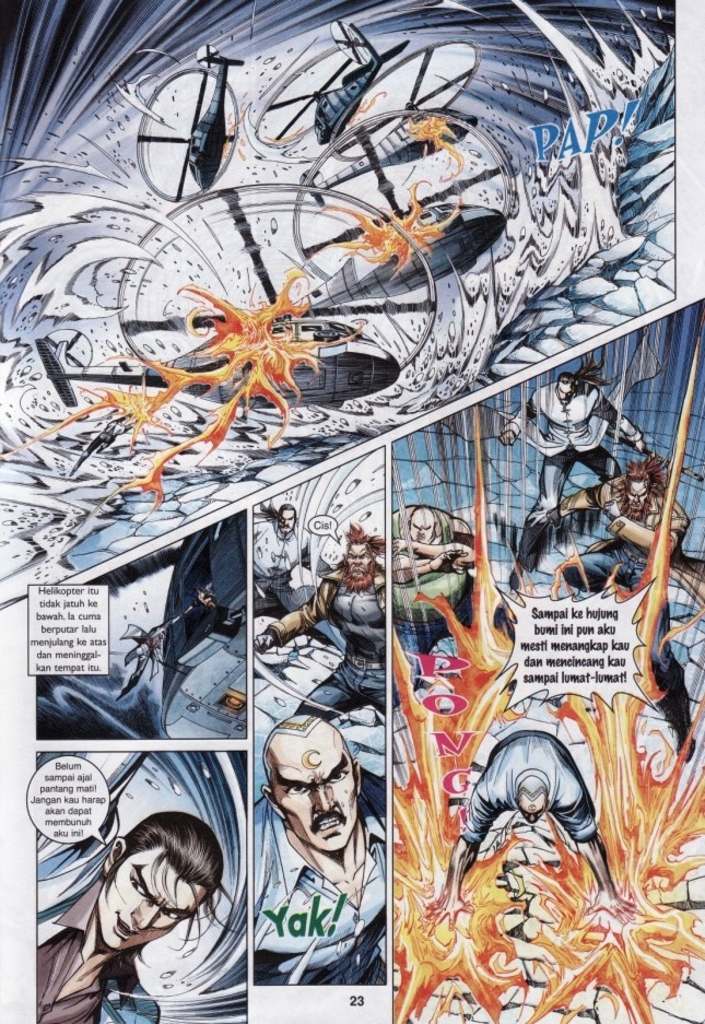 PAP!
Helikopter itu
tidak jatuh ke
bawah. Ia cuma
berputar lalu
menjulang ke atas
dan meninggal-
kan tempat itu.
Cis!
Belum
sampai ajal
pantang mati!
Jangan kau harap
akan dapat
membunuh
aku ini!
Yak!
Sampai ke hujung
bumi ini pun aku
mesti menangkap kau
dan mencincang kau
sampai lumat-lumat!
PONG!
23